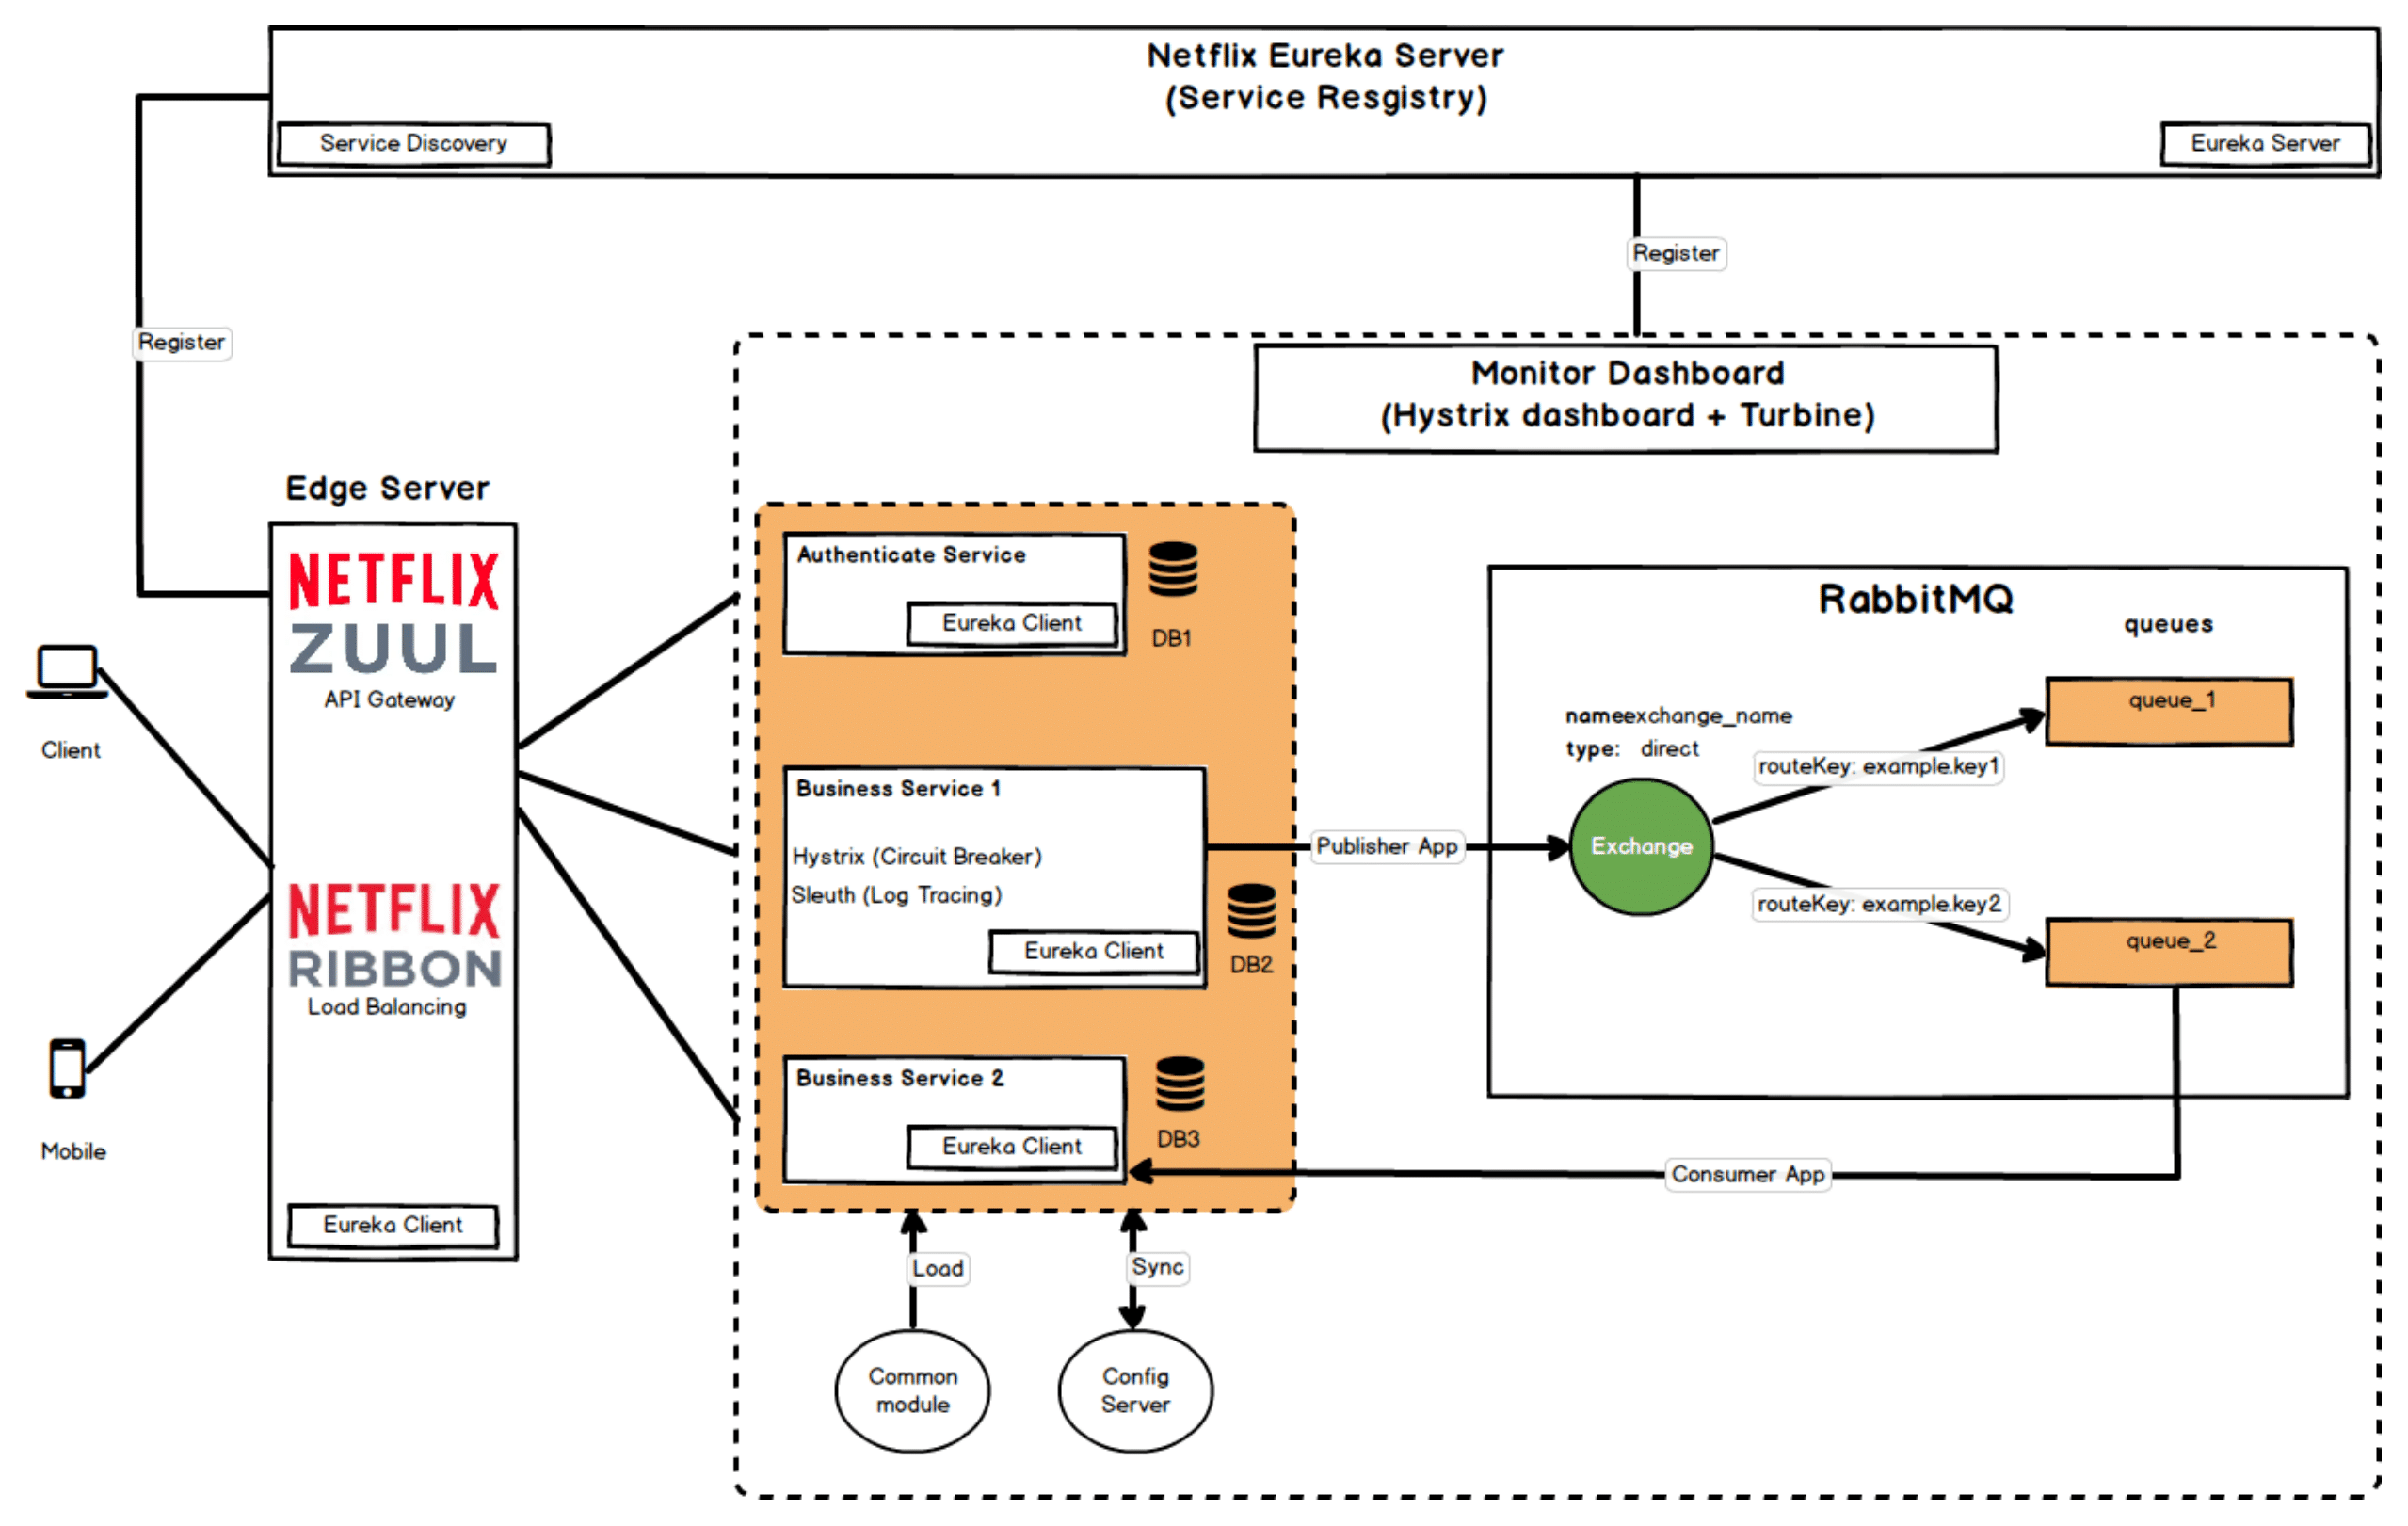 Netflix Eureka Server
(Service Resgistry)
Service Discovery
Eureka Server
Register
Register
Monitor Dashboard
(Hystrix dashboard + Turbine)
Edge Server
NETFLIX
ZUUL
API Gateway
NETFLIX
RIBBON
Load Balancing
Eureka Client
Client
Mobile
Authenticate Service
Eureka Client
DB1
Business Service 1
Hystrix (Circuit Breaker)
Sleuth (Log Tracing)
Eureka Client
DB2
Business Service 2
Eureka Client
DB3
Publisher App
RabbitMQ
queues
name exchange_name
type: direct
Exchange
routeKey: example.key1
routeKey: example.key2
queue_1
queue_2
Consumer App
Load
Sync
Common
module
Config
Server